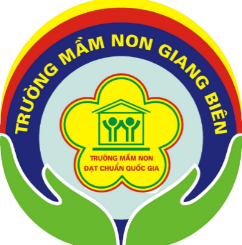 TRƯỜNG MẦM NON GIANG BIÊN
TRƯỜNG MẦM NON
ĐẠT CHUẨN QUỐC GIA